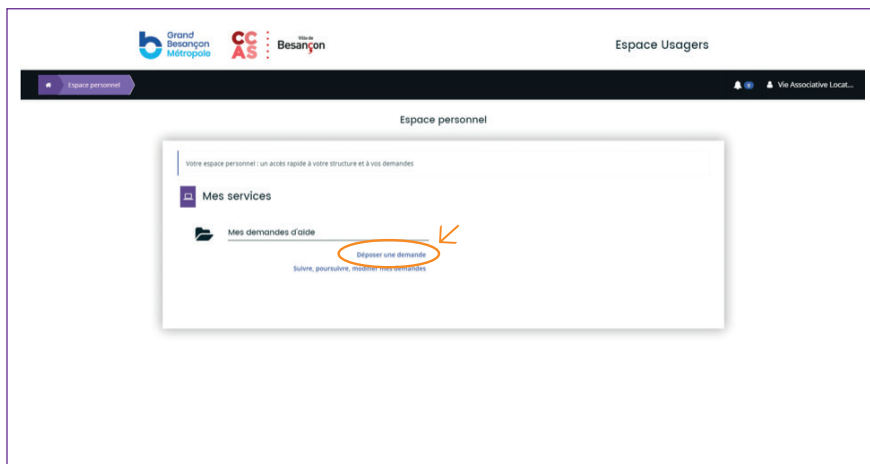 Grand
Besançon
Métropole
CC
AS
Ville de
Besançon
Espace Usagers
Espace personnel
Vie Associative Locat...
Espace personnel
Votre espace personnel : un accès rapide à votre structure et à vos demandes
Mes services
Mes demandes d'aide
Déposer une demande
Suivre, poursuivre, modifier mes demandes